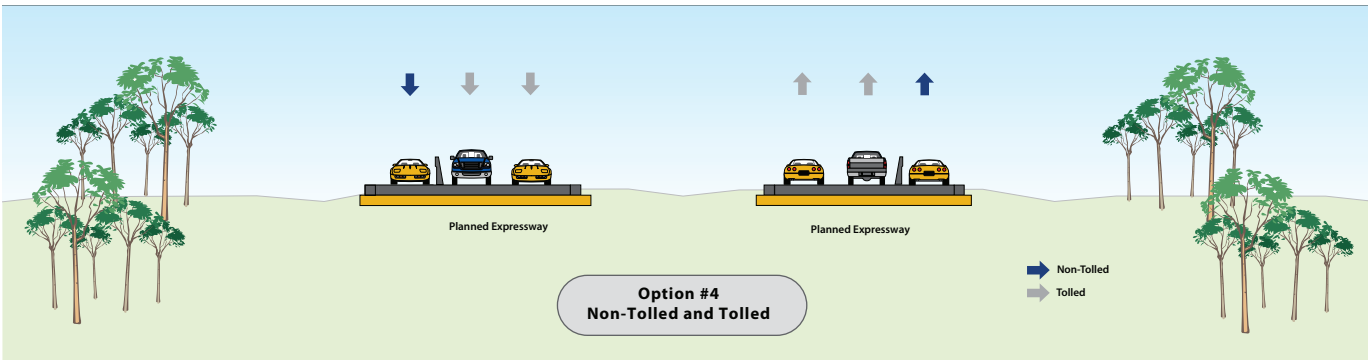 Planned Expressway
Planned Expressway
Non-Tolled
Tolled
Option #4
Non-Tolled and Tolled